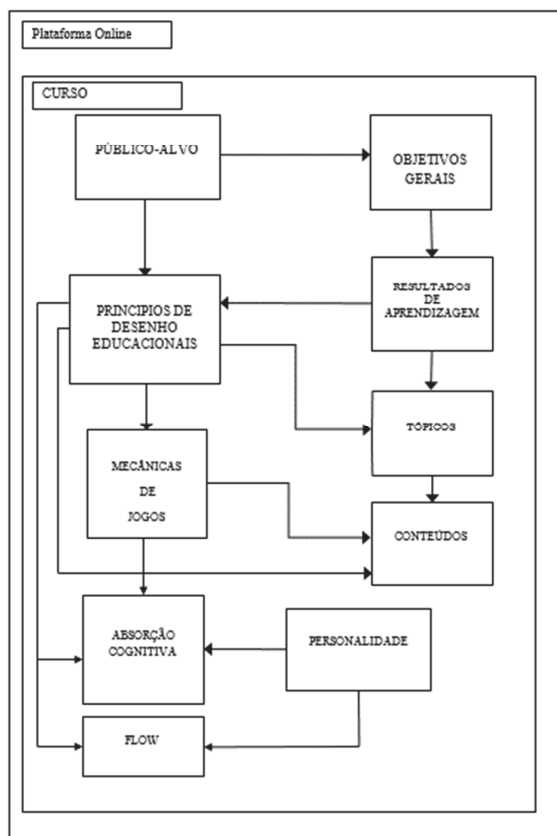 Plataforma Online
CURSO
PÚBLICO-ALVO
OBJETIVOS
GERAIS
PRINCIPIOS DE
DESENHO
EDUCACIONAIS
RESULTADOS
DE
APRENDIZAGEM
TÓPICOS
MECÂNICAS
DE
JOGOS
CONTEÚDOS
ABSORÇÃO
COGNITIVA
PERSONALIDADE
FLOW